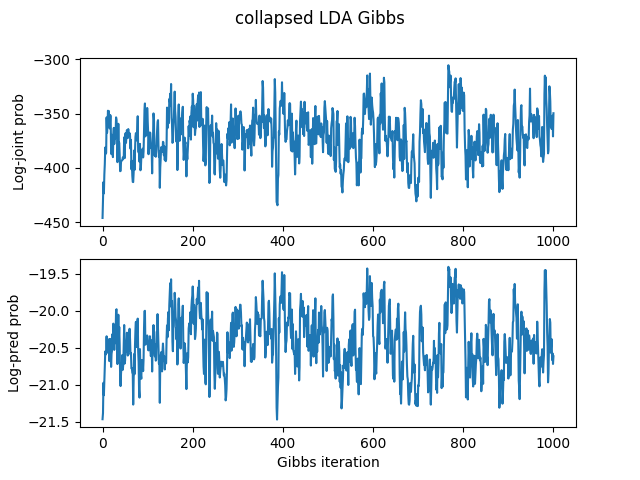 collapsed LDA Gibbs
Log-joint prob
−300
−350
−400
−450
0 200 400 600 800 1000
Log-pred prob
−19.5
−20.0
−20.5
−21.0
−21.5
0 200 400 600 800 1000
Gibbs iteration